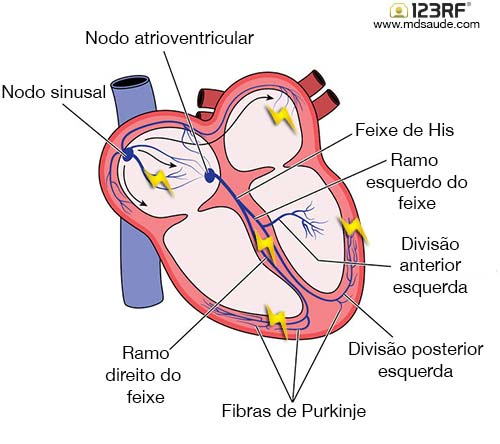 123RF®
www.mdsaude.com
Nodo atrioventricular
Nodo sinusal
Feixe de His
Ramo
esquerdo do
feixe
Divisão
anterior
esquerda
Divisão posterior
esquerda
Ramo
direito do
feixe
Fibras de Purkinje